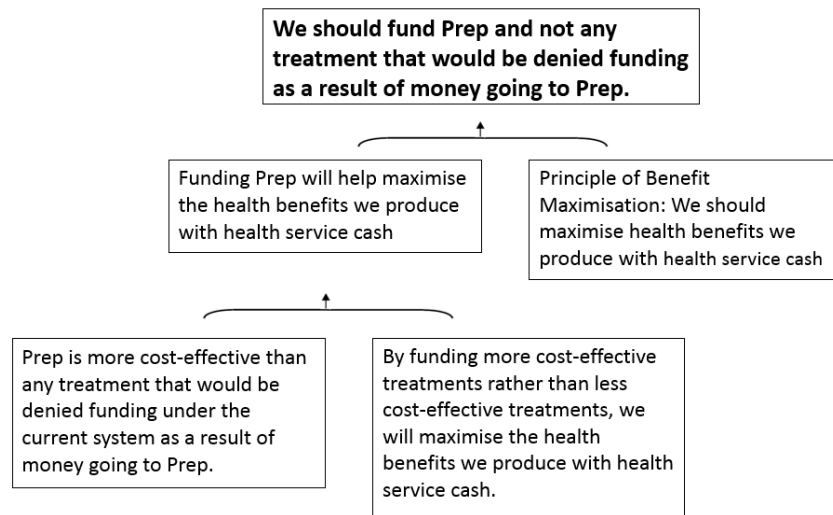 We should fund Prep and not any
treatment that would be denied funding
as a result of money going to Prep.
Funding Prep will help maximise
the health benefits we produce
with health service cash
Principle of Benefit
Maximisation: We should
maximise health benefits we
produce with health service cash
Prep is more cost-effective than
any treatment that would be
denied funding under the
current system as a result of
money going to Prep.
By funding more cost-effective
treatments rather than less
cost-effective treatments, we
will maximise the health
benefits we produce with health
service cash.